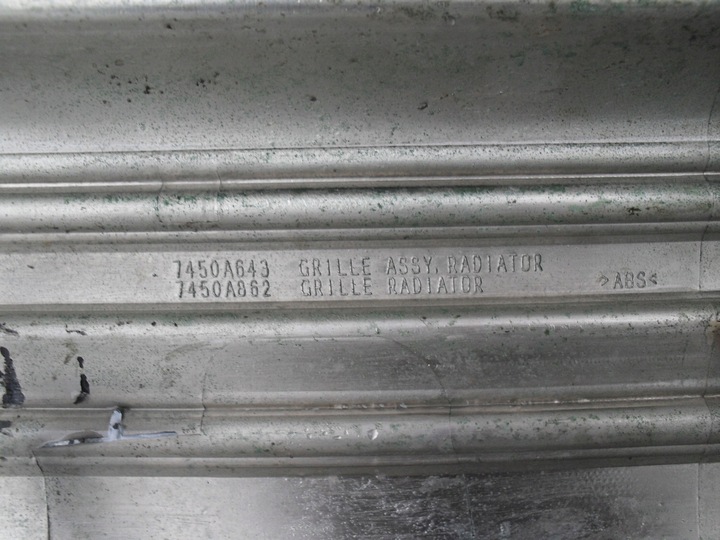 7450A643 GRILLE ASSY, RADIATOR
7450A862 GRILLE RADIATOR >ABS<